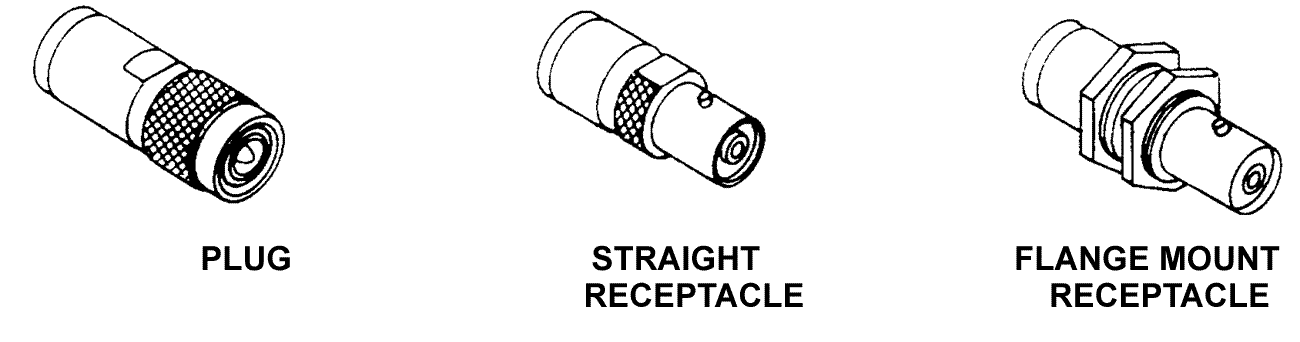 PLUG
STRAIGHT
RECEPTACLE
FLANGE MOUNT
RECEPTACLE